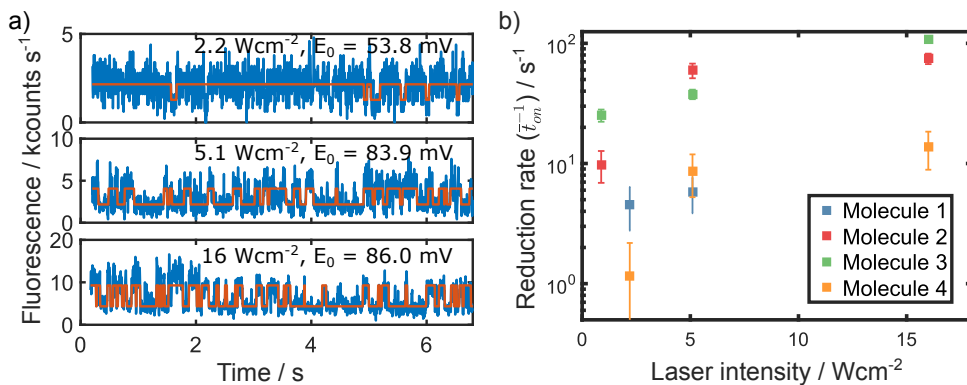 a)
2.2 Wcm⁻², E₀ = 53.8 mV
5
0
5.1 Wcm⁻², E₀ = 83.9 mV
10
5
0
16 Wcm⁻², E₀ = 86.0 mV
20
10
0
0 2 4 6
Fluorescence / kcounts s⁻¹
Time / s
b)
10²
10¹
10⁰
Reduction rate (t̄ₒₙ⁻¹) / s⁻¹
Molecule 1
Molecule 2
Molecule 3
Molecule 4
0 5 10 15
Laser intensity / Wcm⁻²